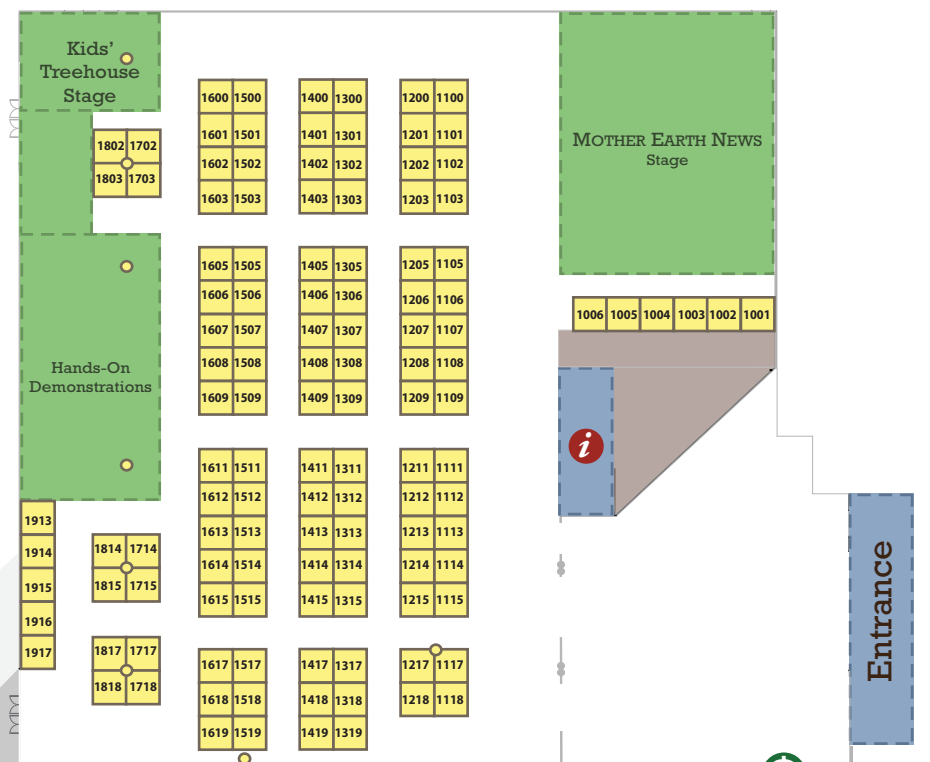 Kids'
Treehouse
Stage
MOTHER EARTH NEWS
Stage
1802 1702
1803 1703
1600 1500 1400 1300 1200 1100
1601 1501 1401 1301 1201 1101
1602 1502 1402 1302 1202 1102
1603 1503 1403 1303 1203 1103
1605 1505 1405 1305 1205 1105
1606 1506 1406 1306 1206 1106
1607 1507 1407 1307 1207 1107
1608 1508 1408 1308 1208 1108
1609 1509 1409 1309 1209 1109
1006 1005 1004 1003 1002 1001
Hands-On
Demonstrations
i
1611 1511 1411 1311 1211 1111
1612 1512 1412 1312 1212 1112
1613 1513 1413 1313 1213 1113
1614 1514 1414 1314 1214 1114
1615 1515 1415 1315 1215 1115
1913
1914
1915
1916
1917
1814 1714
1815 1715
1817 1717
1818 1718
1617 1517 1417 1317 1217 1117
1618 1518 1418 1318 1218 1118
1619 1519 1419 1319
Entrance